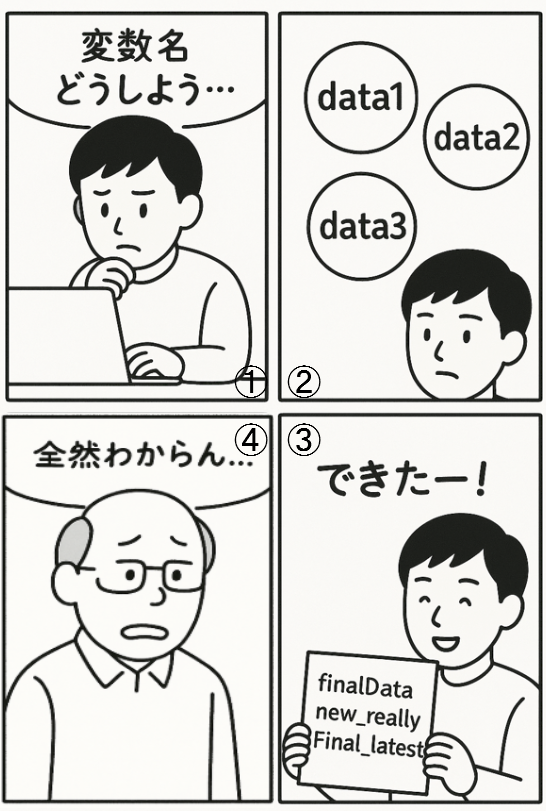 変数名
どうしよう…
①
data1
data2
data3
②
③
できたー!
finalData
new_really
Final_latest
④
全然わからん…